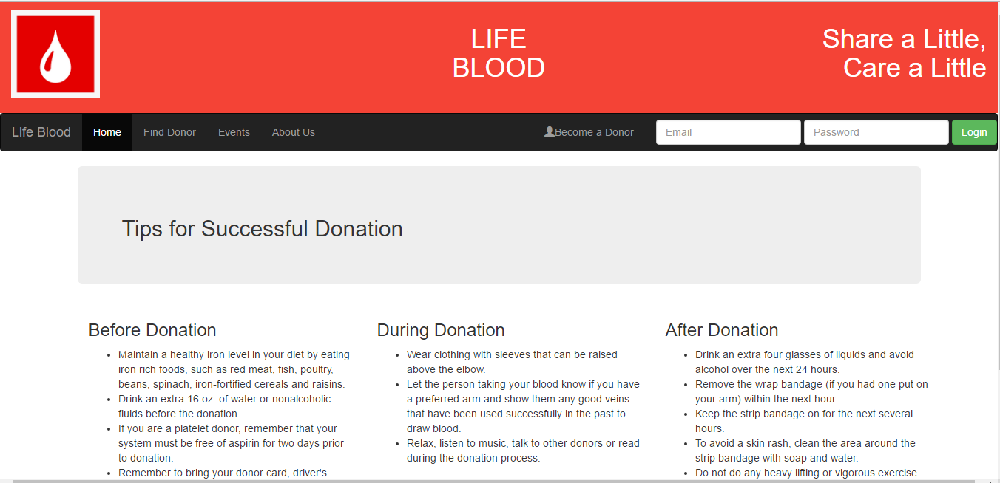 LIFE
BLOOD
Share a Little,
Care a Little
Life Blood
Home
Find Donor
Events
About Us
Become a Donor
Email
Password
Login
Tips for Successful Donation
Before Donation
• Maintain a healthy iron level in your diet by eating
iron rich foods, such as red meat, fish, poultry,
beans, spinach, iron-fortified cereals and raisins.
• Drink an extra 16 oz. of water or nonalcoholic
fluids before the donation.
• If you are a platelet donor, remember that your
system must be free of aspirin for two days prior
to donation.
• Remember to bring your donor card, driver's
During Donation
• Wear clothing with sleeves that can be raised
above the elbow.
• Let the person taking your blood know if you have
a preferred arm and show them any good veins
that have been used successfully in the past to
draw blood.
• Relax, listen to music, talk to other donors or read
during the donation process.
After Donation
• Drink an extra four glasses of liquids and avoid
alcohol over the next 24 hours.
• Remove the wrap bandage (if you had one put on
your arm) within the next hour.
• Keep the strip bandage on for the next several
hours.
• To avoid a skin rash, clean the area around the
strip bandage with soap and water.
• Do not do any heavy lifting or vigorous exercise